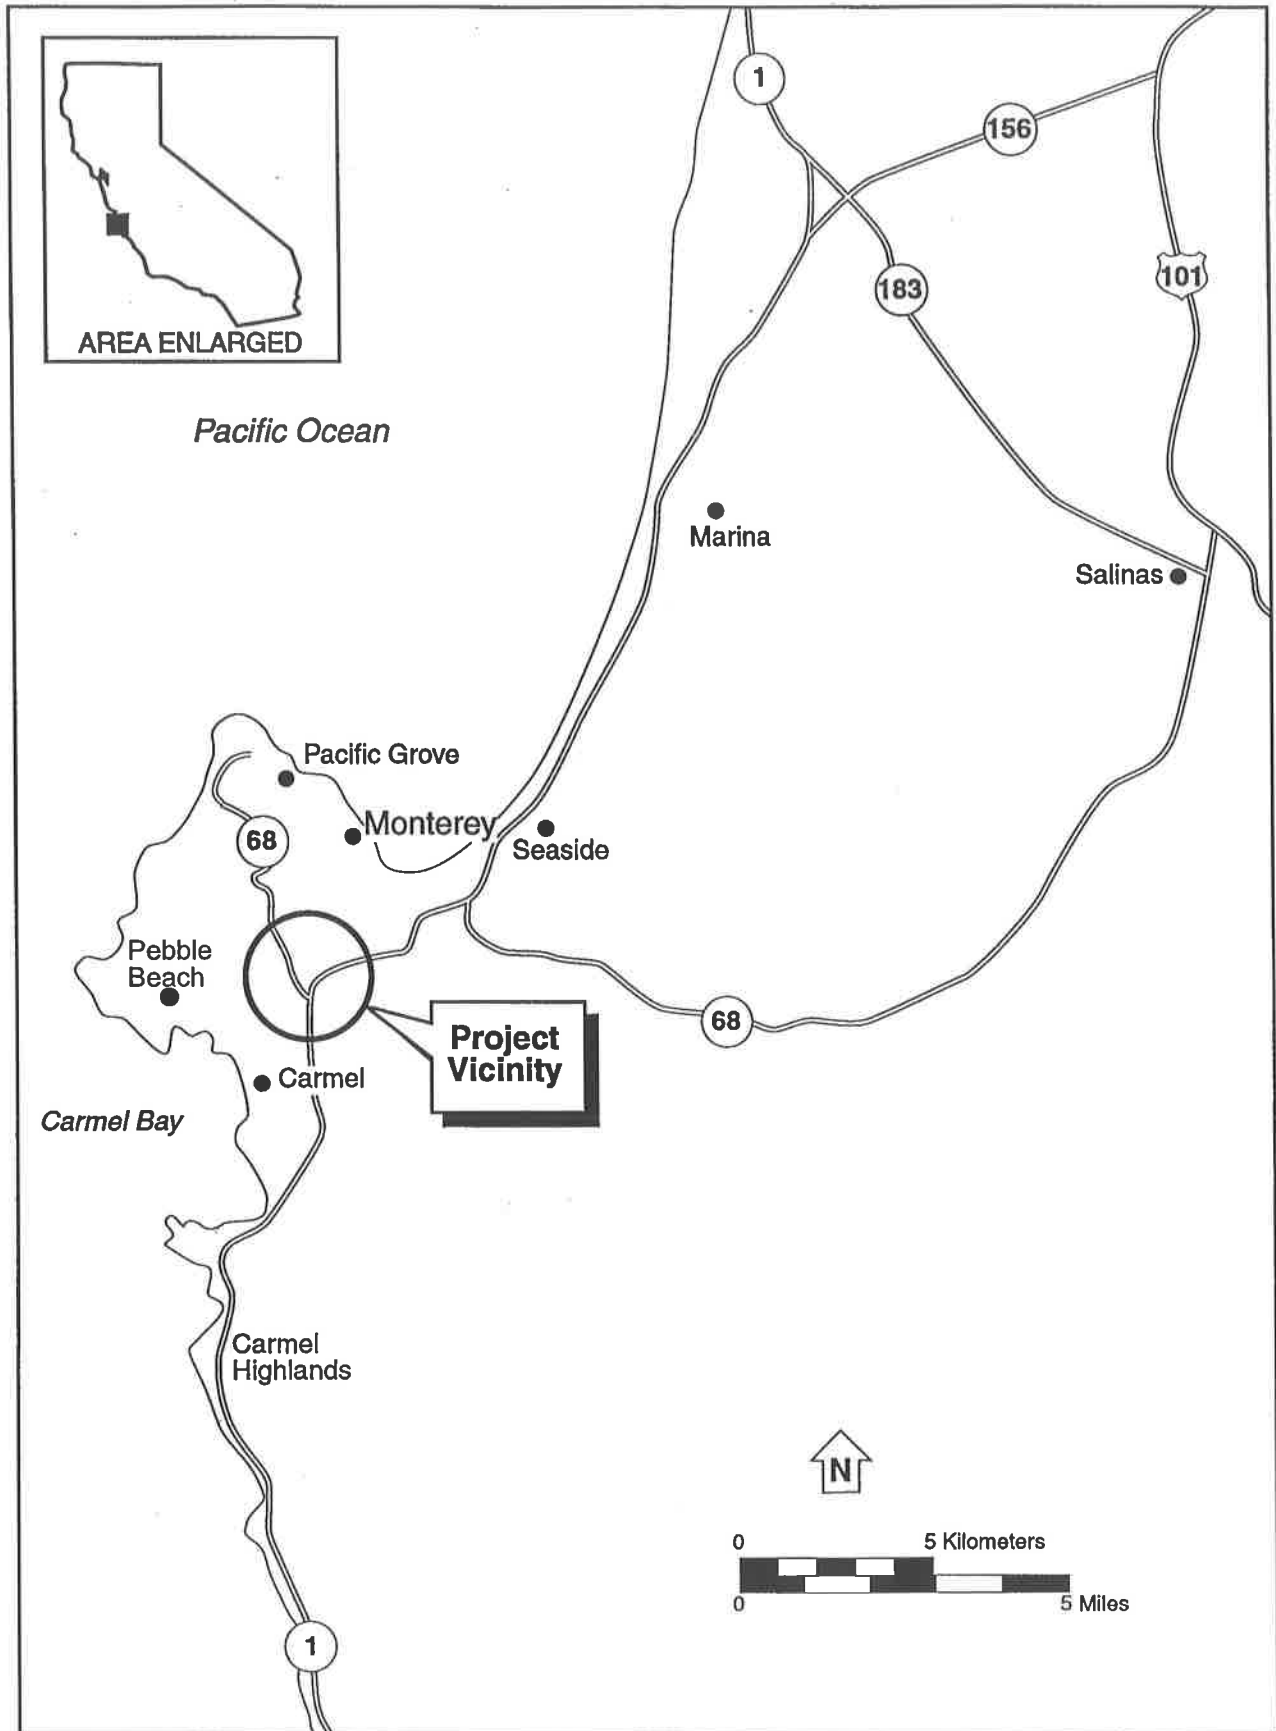 1
156
183
101
AREA ENLARGED
Pacific Ocean
Marina
Salinas
Pacific Grove
68
Monterey
Seaside
Pebble
Beach
68
Project
Vicinity
Carmel
Carmel Bay
Carmel
Highlands
N
0 5 Kilometers
0 5 Miles
1